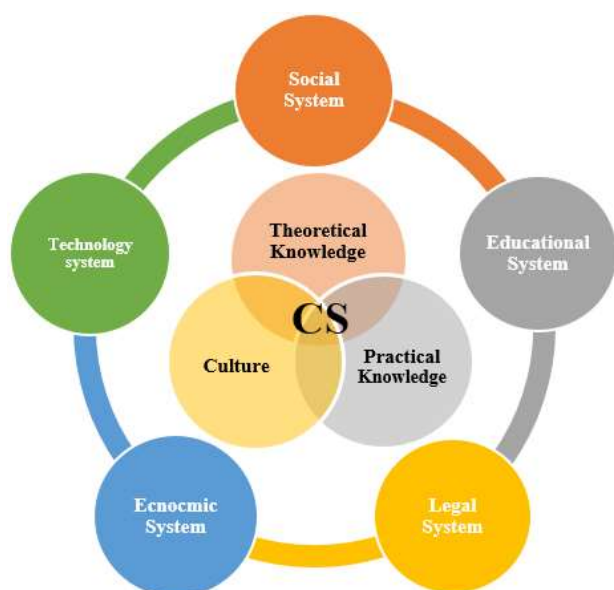 Social
System
Technology
system
Theoretical
Knowledge
Educational
System
CS
Culture
Practical
Knowledge
Ecnocmic
System
Legal
System